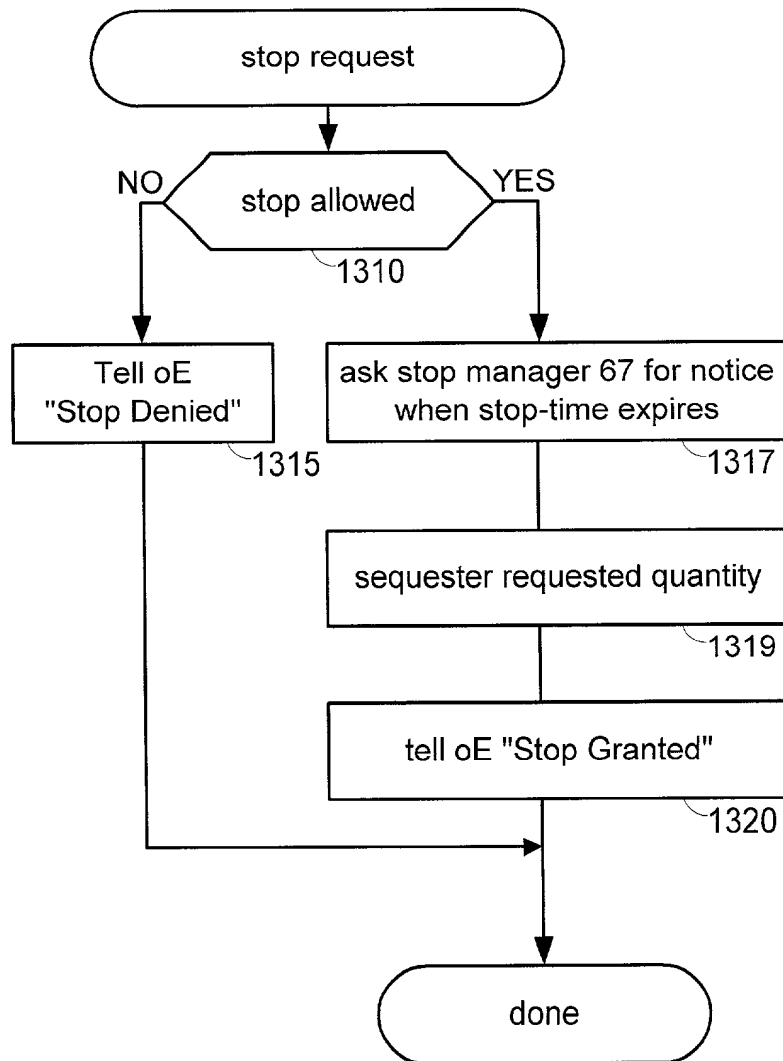 stop request
NO
YES
stop allowed
1310
Tell oE
"Stop Denied"
1315
ask stop manager 67 for notice
when stop-time expires
1317
sequester requested quantity
1319
tell oE "Stop Granted"
1320
done